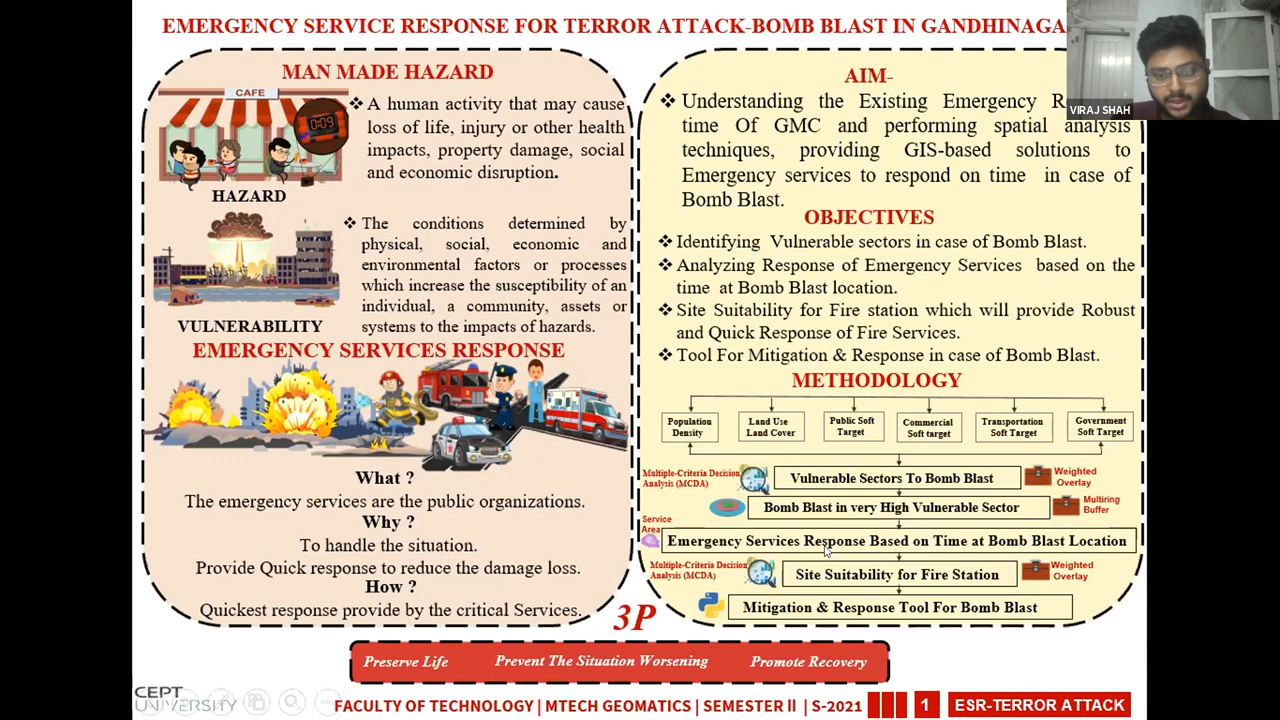 EMERGENCY SERVICE RESPONSE FOR TERROR ATTACK-BOMB BLAST IN GANDHINAGA
VIRAJ SHAH
MAN MADE HAZARD
CAFE
0:09
A human activity that may cause
loss of life, injury or other health
impacts, property damage, social
and economic disruption.
HAZARD
The conditions determined by
physical, social, economic and
environmental factors or processes
which increase the susceptibility of an
individual, a community, assets or
systems to the impacts of hazards.
VULNERABILITY
EMERGENCY SERVICES RESPONSE
What ?
The emergency services are the public organizations.
Why ?
To handle the situation.
Provide Quick response to reduce the damage loss.
How ?
Quickest response provide by the critical Services.
AIM-
Understanding the Existing Emergency R
time Of GMC and performing spatial analysis
techniques, providing GIS-based solutions to
Emergency services to respond on time in case of
Bomb Blast.
OBJECTIVES
Identifying Vulnerable sectors in case of Bomb Blast.
Analyzing Response of Emergency Services based on the
time at Bomb Blast location.
Site Suitability for Fire station which will provide Robust
and Quick Response of Fire Services.
Tool For Mitigation & Response in case of Bomb Blast.
METHODOLOGY
Population
Density
Land Use
Land Cover
Public Soft
Target
Commercial
Soft target
Transportation
Soft Target
Government
Soft Target
Multiple-Criteria Decision
Analysis (MCDA)
Vulnerable Sectors To Bomb Blast
Weighted
Overlay
Bomb Blast in very High Vulnerable Sector
Multiring
Buffer
Service
Area
Emergency Services Response Based on Time at Bomb Blast Location
Multiple-Criteria Decision
Analysis (MCDA)
Site Suitability for Fire Station
Weighted
Overlay
Mitigation & Response Tool For Bomb Blast
3P
Preserve Life
Prevent The Situation Worsening
Promote Recovery
CEPT
UNIVERSITY
FACULTY OF TECHNOLOGY | MTECH GEOMATICS | SEMESTER II | S-2021
1
ESR-TERROR ATTACK